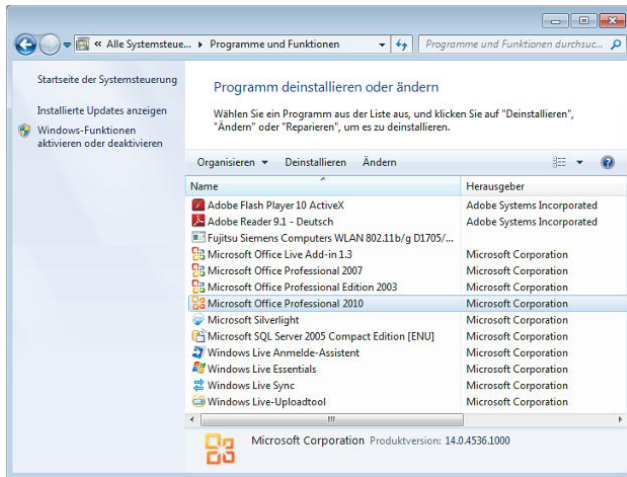 « Alle Systemsteue... ▸ Programme und Funktionen
Programme und Funktionen durchsuc...
Startseite der Systemsteuerung
Installierte Updates anzeigen
Windows-Funktionen
aktivieren oder deaktivieren
Programm deinstallieren oder ändern
Wählen Sie ein Programm aus der Liste aus, und klicken Sie auf "Deinstallieren",
"Ändern" oder "Reparieren", um es zu deinstallieren.
Organisieren Deinstallieren Ändern
Name Herausgeber
Adobe Flash Player 10 ActiveX Adobe Systems Incorporated
Adobe Reader 9.1 - Deutsch Adobe Systems Incorporated
Fujitsu Siemens Computers WLAN 802.11b/g D1705/...
Microsoft Office Live Add-in 1.3 Microsoft Corporation
Microsoft Office Professional 2007 Microsoft Corporation
Microsoft Office Professional Edition 2003 Microsoft Corporation
Microsoft Office Professional 2010 Microsoft Corporation
Microsoft Silverlight Microsoft Corporation
Microsoft SQL Server 2005 Compact Edition [ENU] Microsoft Corporation
Windows Live Anmelde-Assistent Microsoft Corporation
Windows Live Essentials Microsoft Corporation
Windows Live Sync Microsoft Corporation
Windows Live-Uploadtool Microsoft Corporation
Microsoft Corporation Produktversion: 14.0.4536.1000